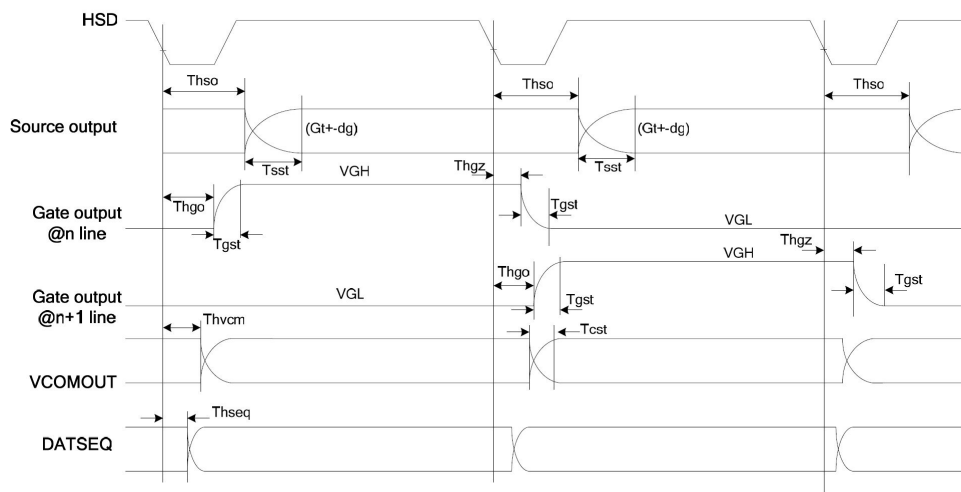 HSD
Thso
Thso
Thso
Source output
(Gt+-dg)
(Gt+-dg)
Tsst
Tsst
VGH
Thgz
Thgo
Gate output
@n line
Tgst
Tgst
VGL
VGH
Thgz
Thgo
Gate output
@n+1 line
VGL
Tgst
Tgst
Thvcm
Tcst
VCOMOUT
Thseq
DATSEQ